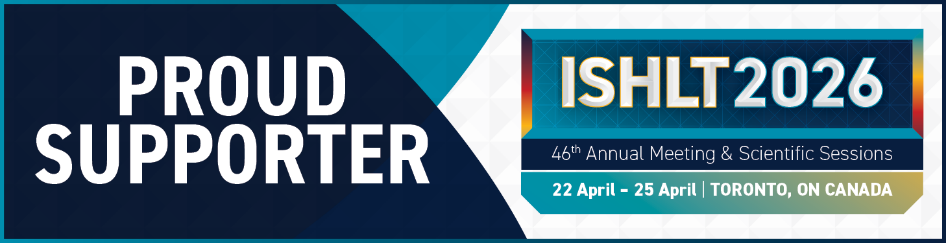 PROUD
SUPPORTER
ISHLT2026
46th Annual Meeting & Scientific Sessions
22 April – 25 April | TORONTO, ON CANADA